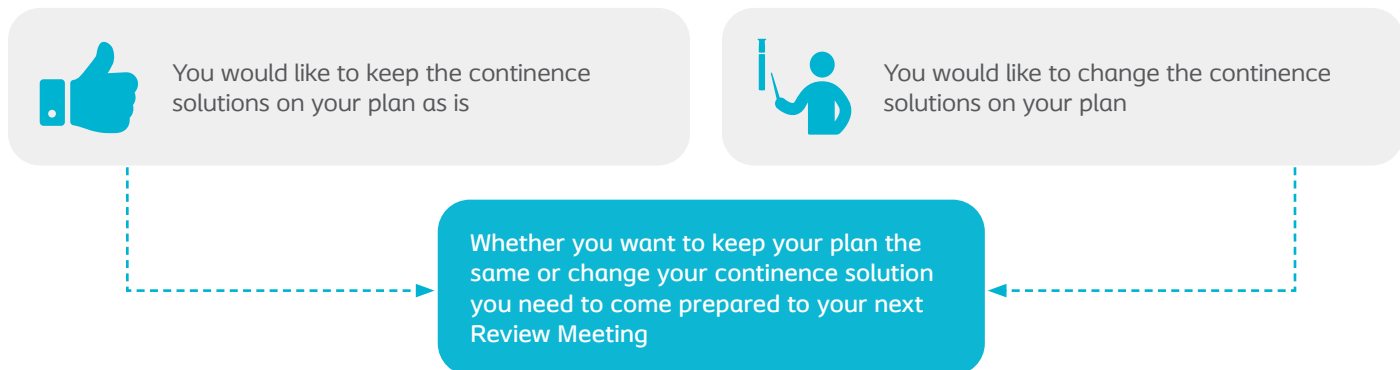 You would like to keep the continence
solutions on your plan as is
You would like to change the continence
solutions on your plan
Whether you want to keep your plan the
same or change your continence solution
you need to come prepared to your next
Review Meeting